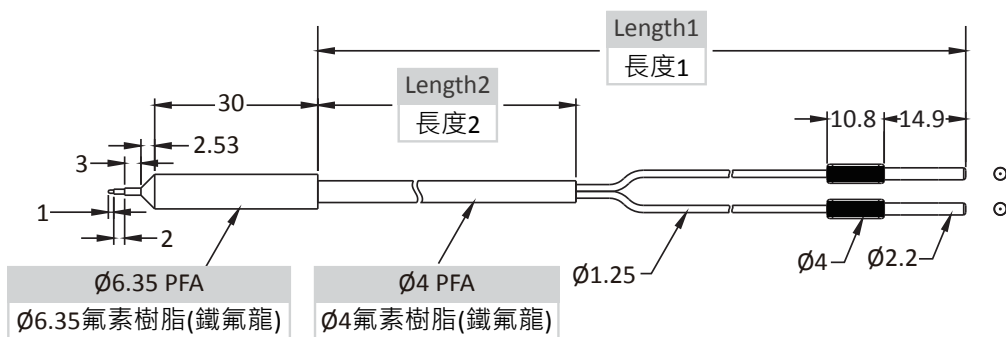 Length1
長度1
Length2
長度2
30
10.8
14.9
2.53
3
1
2
Ø1.25
Ø4
Ø2.2
Ø6.35 PFA
Ø6.35氟素樹脂(鐵氟龍)
Ø4 PFA
Ø4氟素樹脂(鐵氟龍)